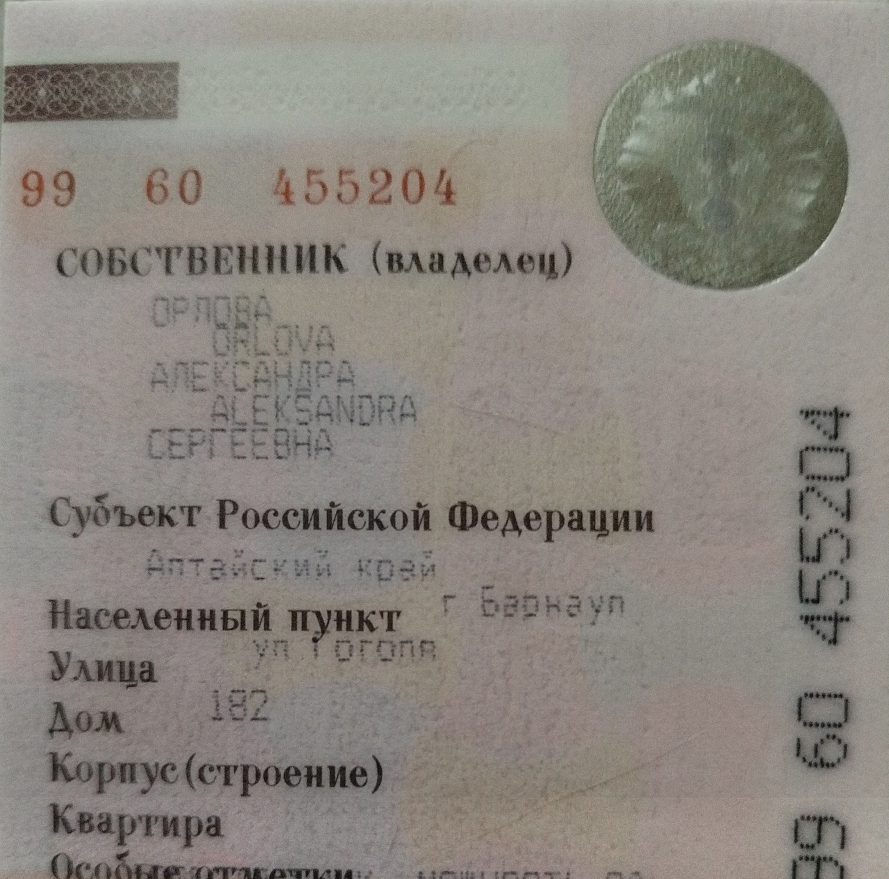 99 60 455204
СОБСТВЕННИК (владелец)
ОРЛОВА
ORLOVA
АЛЕКСАНДРА
ALEKSANDRA
СЕРГЕЕВНА
Субъект Российской Федерации
Алтайский край
Населенный пункт г Барнаул
Улица ул Гоголя
Дом 182
Корпус(строение)
Квартира
Особые отметки
99 60 455204